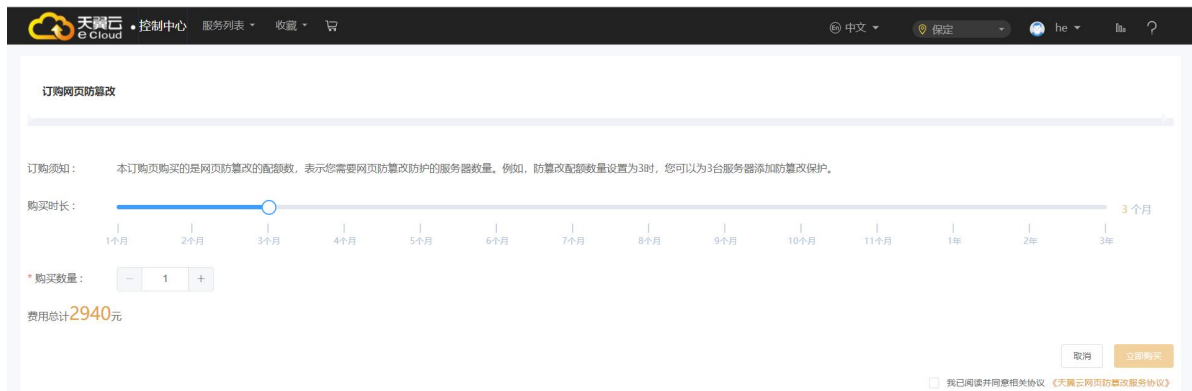 天翼云 e Cloud • 控制中心 服务列表 收藏 En 中文 保定 he ?
订购网页防篡改
订购须知： 本订购页购买的是网页防篡改的配额数，表示您需要网页防篡改防护的服务器数量。例如，防篡改配额数量设置为3时，您可以为3台服务器添加防篡改保护。
购买时长： 3 个月
1个月 2个月 3个月 4个月 5个月 6个月 7个月 8个月 9个月 10个月 11个月 1年 2年 3年
* 购买数量： － 1 +
费用总计2940元
取消 立即购买
我已阅读并同意相关协议 《天翼云网页防篡改服务协议》